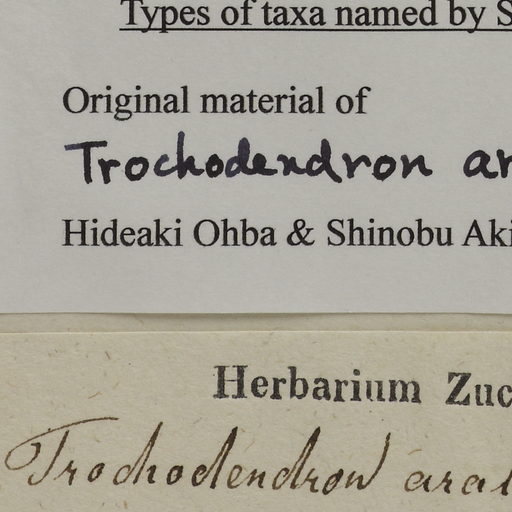 Types of taxa named by S
Original material of
Trochodendron ar
Hideaki Ohba & Shinobu Aki
Herbarium Zuc
Trochodendron aral